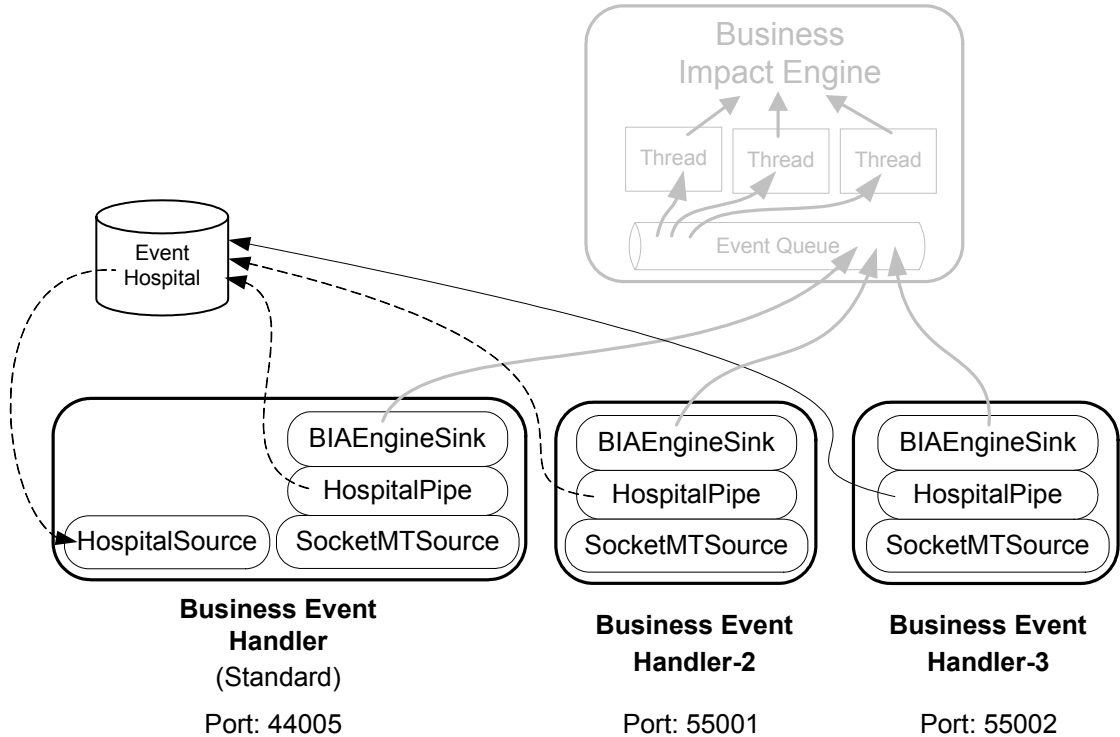 Business
Impact Engine
Thread
Thread
Thread
Event Queue
Event
Hospital
BIAEngineSink
HospitalPipe
HospitalSource
SocketMTSource
BIAEngineSink
HospitalPipe
SocketMTSource
BIAEngineSink
HospitalPipe
SocketMTSource
Business Event
Handler
(Standard)
Port: 44005
Business Event
Handler-2
Port: 55001
Business Event
Handler-3
Port: 55002